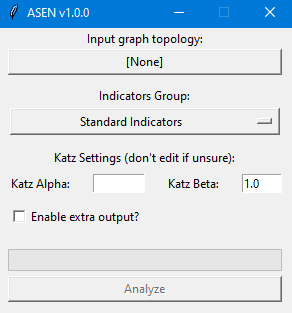 ASEN v1.0.0
Input graph topology:
[None]
Indicators Group:
Standard Indicators
Katz Settings (don't edit if unsure):
Katz Alpha: Katz Beta: 1.0
Enable extra output?
Analyze